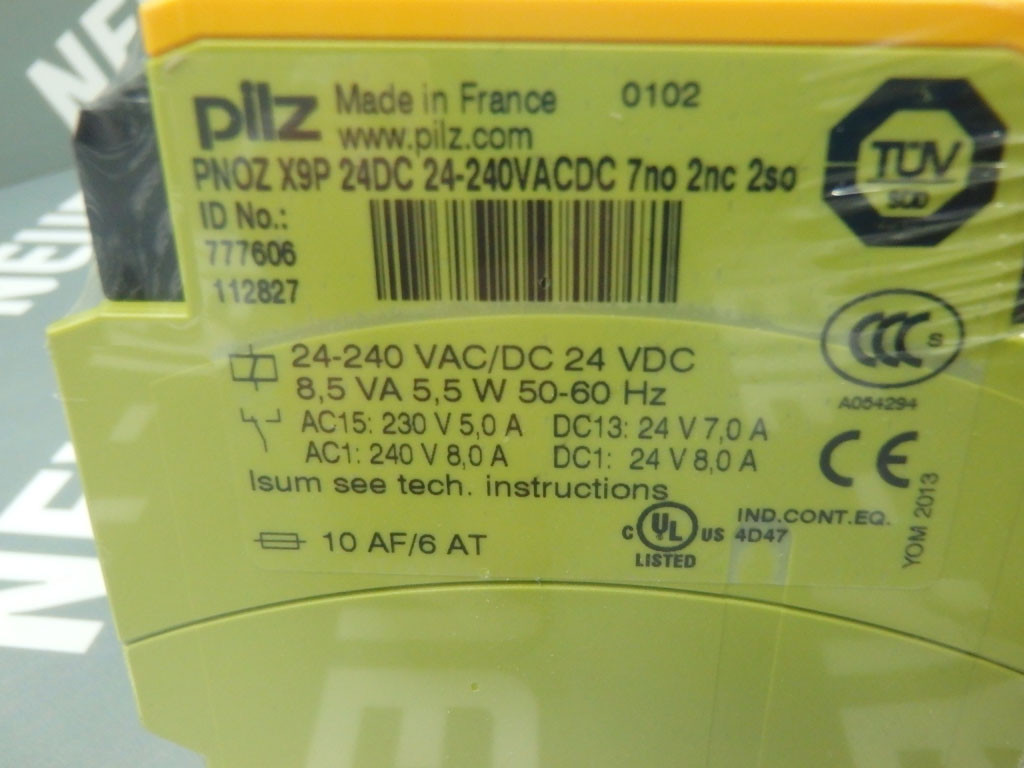 pilz Made in France 0102
www.pilz.com
PNOZ X9P 24DC 24-240VACDC 7no 2nc 2so
ID No.:
777606
112827
TÜV
SÜD
24-240 VAC/DC 24 VDC
8,5 VA 5,5 W 50-60 Hz
AC15: 230 V 5,0 A DC13: 24 V 7,0 A
AC1: 240 V 8,0 A DC1: 24 V 8,0 A
Isum see tech. instructions
10 AF/6 AT
CCC S
A054294
CE
C UL US
LISTED
IND.CONT.EQ.
4D47
YOM 2013